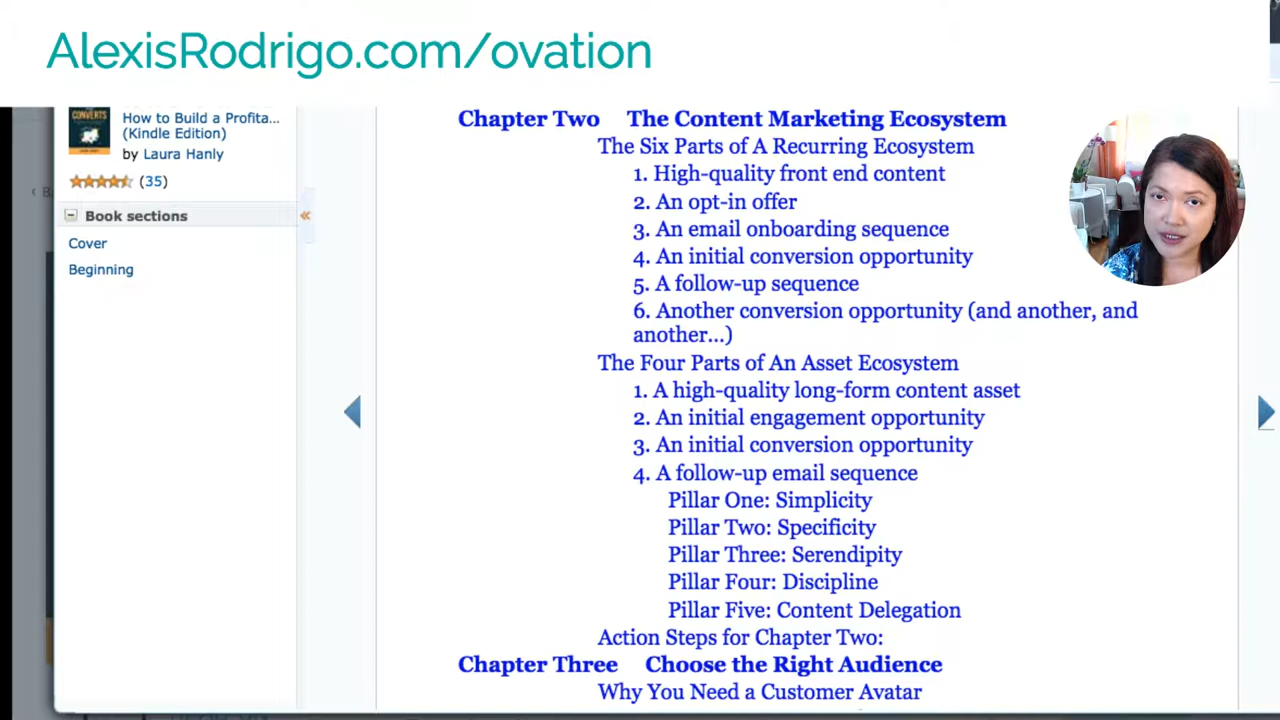 AlexisRodrigo.com/ovation
CONVERTS
How to Build a Profita...
(Kindle Edition)
by Laura Hanly
(35)
Book sections
Cover
Beginning
Chapter Two The Content Marketing Ecosystem
The Six Parts of A Recurring Ecosystem
1. High-quality front end content
2. An opt-in offer
3. An email onboarding sequence
4. An initial conversion opportunity
5. A follow-up sequence
6. Another conversion opportunity (and another, and
another...)
The Four Parts of An Asset Ecosystem
1. A high-quality long-form content asset
2. An initial engagement opportunity
3. An initial conversion opportunity
4. A follow-up email sequence
Pillar One: Simplicity
Pillar Two: Specificity
Pillar Three: Serendipity
Pillar Four: Discipline
Pillar Five: Content Delegation
Action Steps for Chapter Two:
Chapter Three Choose the Right Audience
Why You Need a Customer Avatar